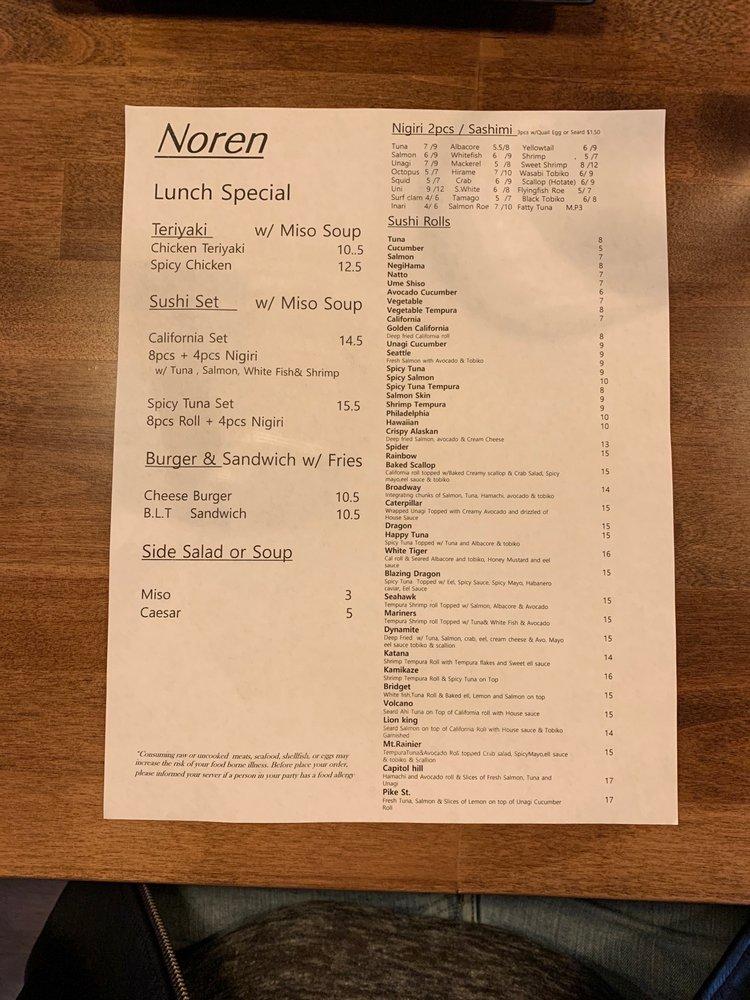 Noren
Lunch Special
Teriyaki w/ Miso Soup
Chicken Teriyaki 10..5
Spicy Chicken 12.5
Sushi Set w/ Miso Soup
California Set 14.5
8pcs + 4pcs Nigiri
w/ Tuna , Salmon, White Fish& Shrimp
Spicy Tuna Set 15.5
8pcs Roll + 4pcs Nigiri
Burger & Sandwich w/ Fries
Cheese Burger 10.5
B.L.T Sandwich 10.5
Side Salad or Soup
Miso 3
Caesar 5
"Consuming raw or uncooked meats, seafood, shellfish, or eggs may
increase the risk of your food borne illness. Before place your order,
please informed your server if a person in your party has a food allergy
Nigiri 2pcs / Sashimi 3pcs w/Quail Egg or Seard $1.50
Tuna 7 /9 Albacore 5.5/8 Yellowtail 6 /9
Salmon 6 /9 Whitefish 6 /9 Shrimp . 5 /7
Unagi 7 /9 Mackerel 5 /8 Sweet Shrimp 8 /12
Octopus 5 /7 Hirame 7 /10 Wasabi Tobiko 6/ 9
Squid 5 /7 Crab 6 /9 Scallop (Hotate) 6/ 9
Uni 9 /12 S.White 6 /8 Flyingfish Roe 5/ 7
Surf clam 4/ 6 Tamago 5 /7 Black Tobiko 6/ 8
Inari 4/ 6 Salmon Roe 7 /10 Fatty Tuna M.P3
Sushi Rolls
Tuna 8
Cucumber 5
Salmon 7
NegiHama 8
Natto 7
Ume Shiso 7
Avocado Cucumber 6
Vegetable 7
Vegetable Tempura 8
California 7
Golden California
Deep fried California roll 8
Unagi Cucumber 9
Seattle 9
Fresh Salmon with Avocado & Tobiko
Spicy Tuna 9
Spicy Salmon 9
Spicy Tuna Tempura 10
Salmon Skin 8
Shrimp Tempura 9
Philadelphia 9
Hawaiian 10
Crispy Alaskan 10
Deep fried Salmon, avocado & Cream Cheese
Spider 13
Rainbow 15
Baked Scallop
California roll topped w/Baked Creamy scallop & Crab Salad, Spicy 15
mayo,eel sauce & tobiko
Broadway 14
Integrating chunks of Salmon, Tuna, Hamachi, avocado & tobiko
Caterpillar 15
Wrapped Unagi Topped with Creamy Avocado and drizzled of
House Sauce
Dragon 15
Happy Tuna 15
Spicy Tuna Topped w/ Tuna and Albacore & tobiko
White Tiger 16
Cal roll & Seared Albacore and tobiko, Honey Mustard and eel
sauce
Blazing Dragon 15
Spicy Tuna Topped w/ Eel, Spicy Sauce, Spicy Mayo, Habanero
caviar, Eel Sauce
Seahawk 15
Tempura Shrimp roll Topped w/ Salmon, Albacore & Avocado
Mariners 15
Tempura Shrimp roll Topped w/ Tuna& White Fish & Avocado
Dynamite 15
Deep Fried w/ Tuna, Salmon, crab, eel, cream cheese & Avo. Mayo
eel sauce tobiko & scallion
Katana 14
Shrimp Tempura Roll with Tempura flakes and Sweet ell sauce
Kamikaze 16
Shrimp Tempura Roll & Spicy Tuna on Top
Bridget 15
White fish,Tuna Roll & Baked ell, Lemon and Salmon on top
Volcano 15
Seard Ahi Tuna on Top of California roll with House sauce
Lion king 14
Seard Salmon on top of California Roll with House sauce & Tobiko
Garnished
Mt.Rainier 15
TempuraTuna&Avocado Roll topped Crab salad, SpicyMayo,ell sauce
& tobiko & Scallion
Capitol hill
Hamachi and Avocado roll & Slices of Fresh Salmon, Tuna and 17
Unagi
Pike St.
Fresh Tuna, Salmon & Slices of Lemon on top of Unagi Cucumber 17
Roll